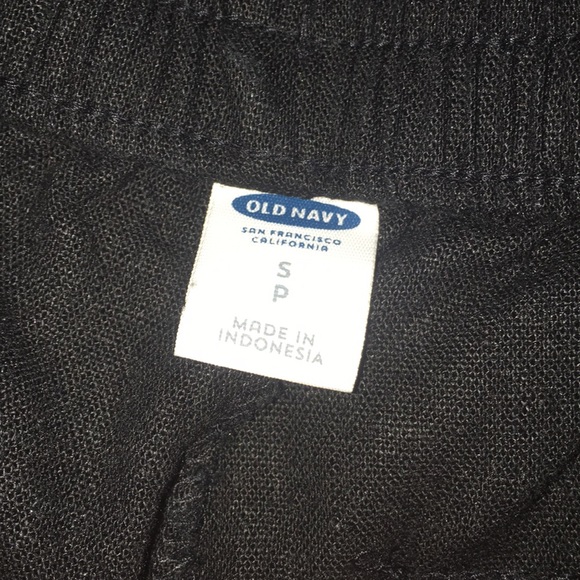 OLD NAVY
SAN FRANCISCO
CALIFORNIA
S
P
MADE IN
INDONESIA